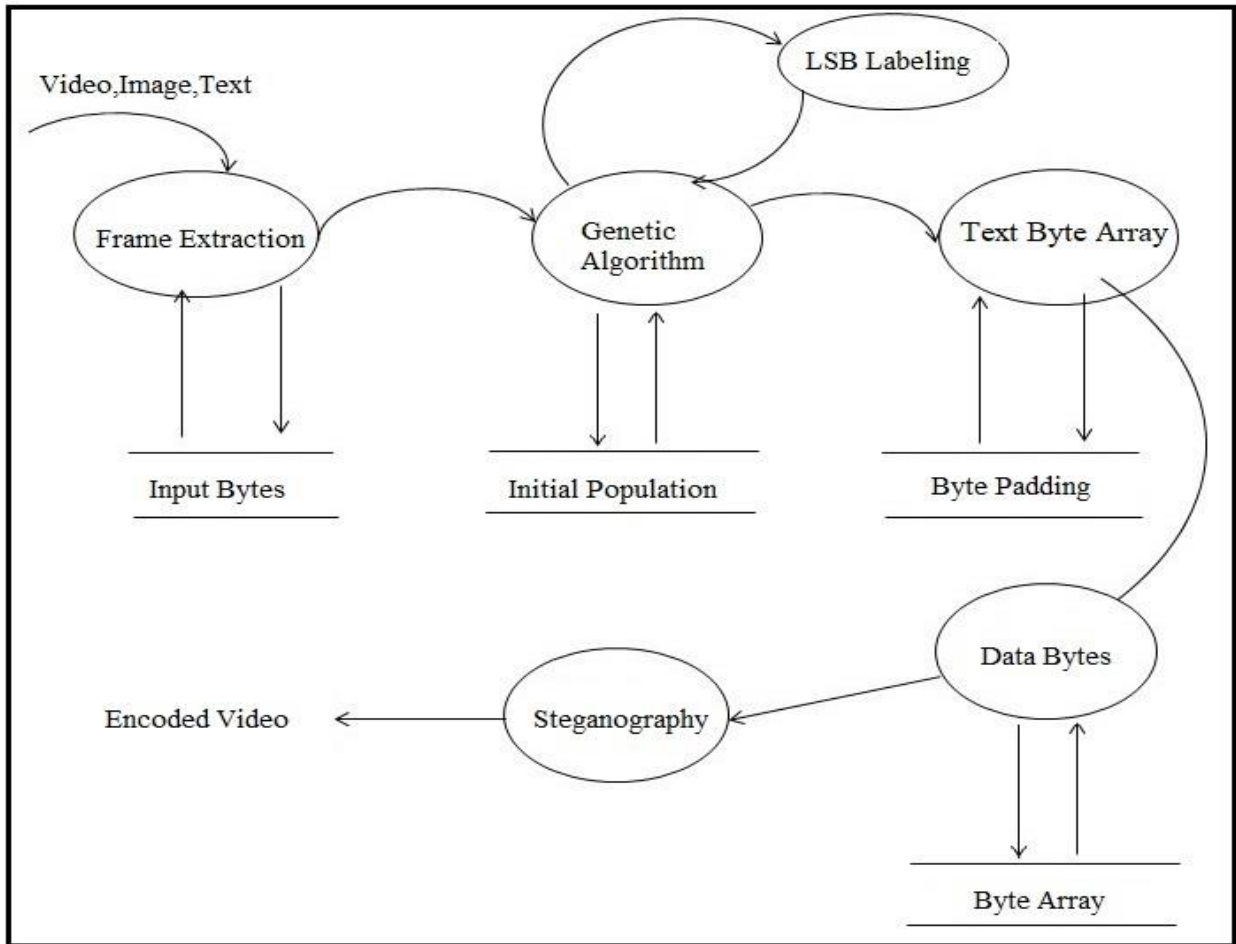 LSB Labeling
Video,Image,Text
Frame Extraction
Genetic
Algorithm
Text Byte Array
Input Bytes
Initial Population
Byte Padding
Data Bytes
Steganography
Encoded Video
Byte Array